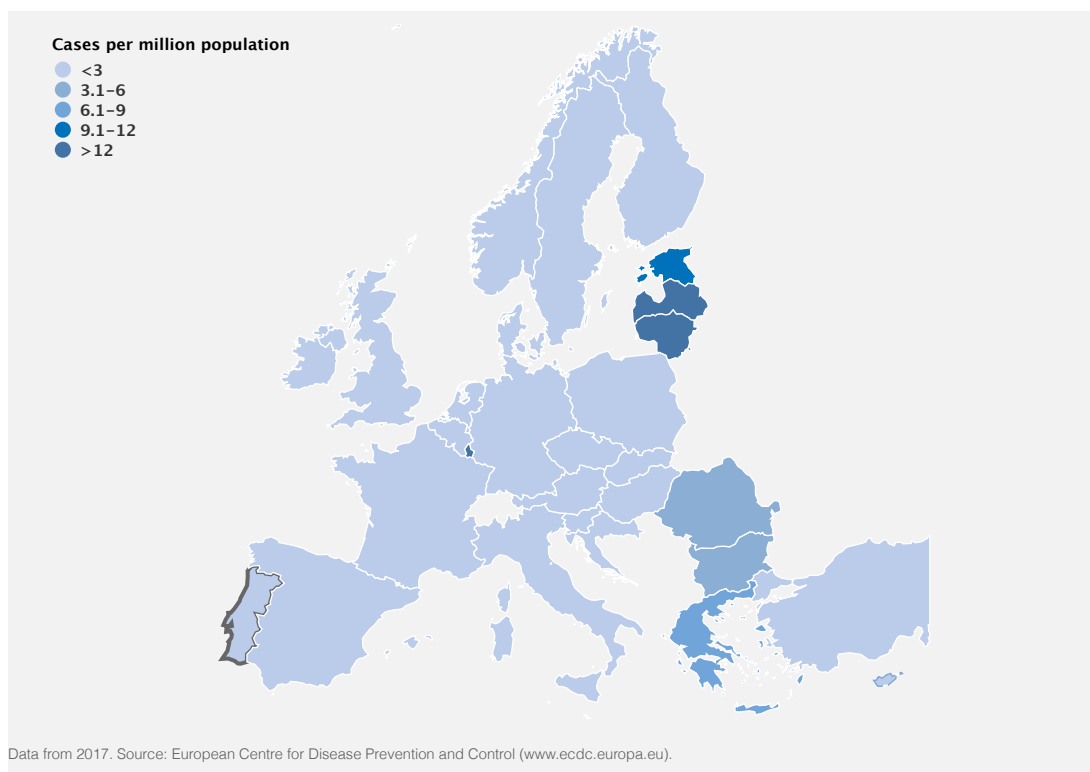 Cases per million population
<3
3.1–6
6.1–9
9.1–12
>12
Data from 2017. Source: European Centre for Disease Prevention and Control (www.ecdc.europa.eu).